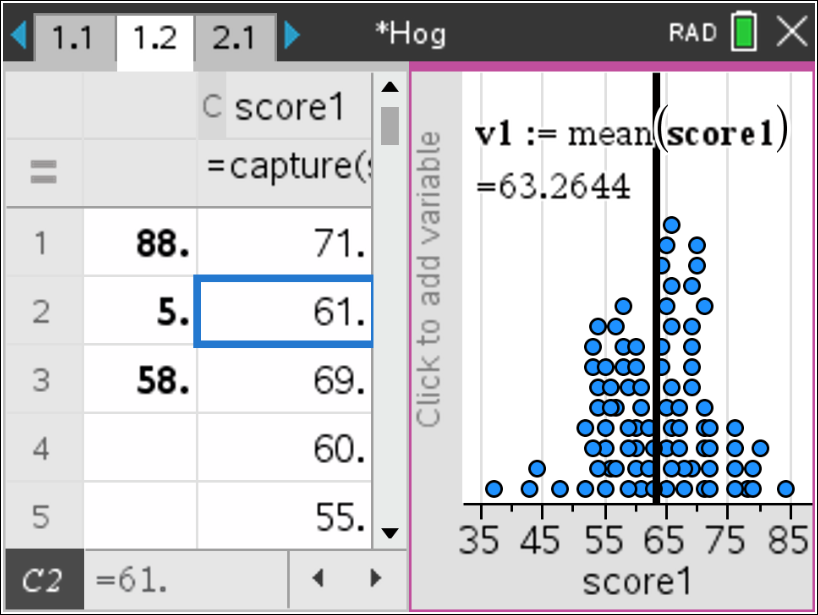 1.1 1.2 2.1 *Hog RAD
C score1
= =capture(s
1 88. 71.
2 5. 61.
3 58. 69.
4 60.
5 55.
C2 =61.
Click to add variable
v1 := mean(score1)
=63.2644
35 45 55 65 75 85
score1